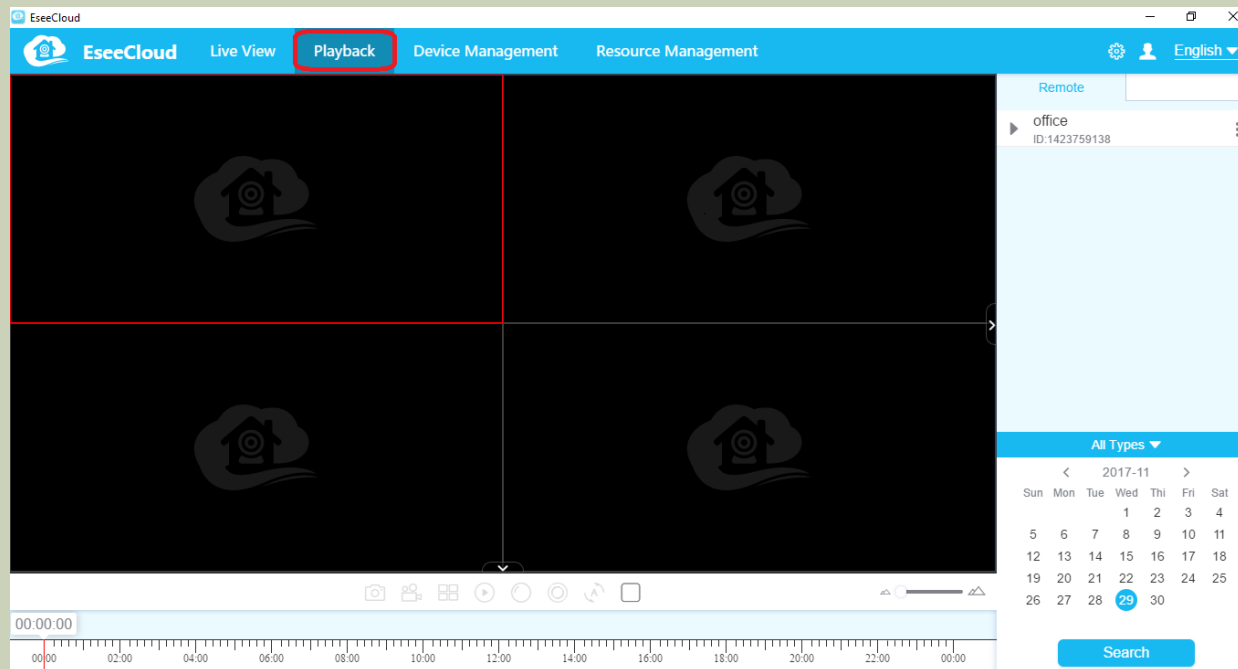 EseeCloud
EseeCloud Live View Playback Device Management Resource Management English
Remote
office
ID:1423759138
All Types
2017-11
Sun Mon Tue Wed Thi Fri Sat
1 2 3 4
5 6 7 8 9 10 11
12 13 14 15 16 17 18
19 20 21 22 23 24 25
26 27 28 29 30
Search
00:00:00
00:00 02:00 04:00 06:00 08:00 10:00 12:00 14:00 16:00 18:00 20:00 22:00 00:00